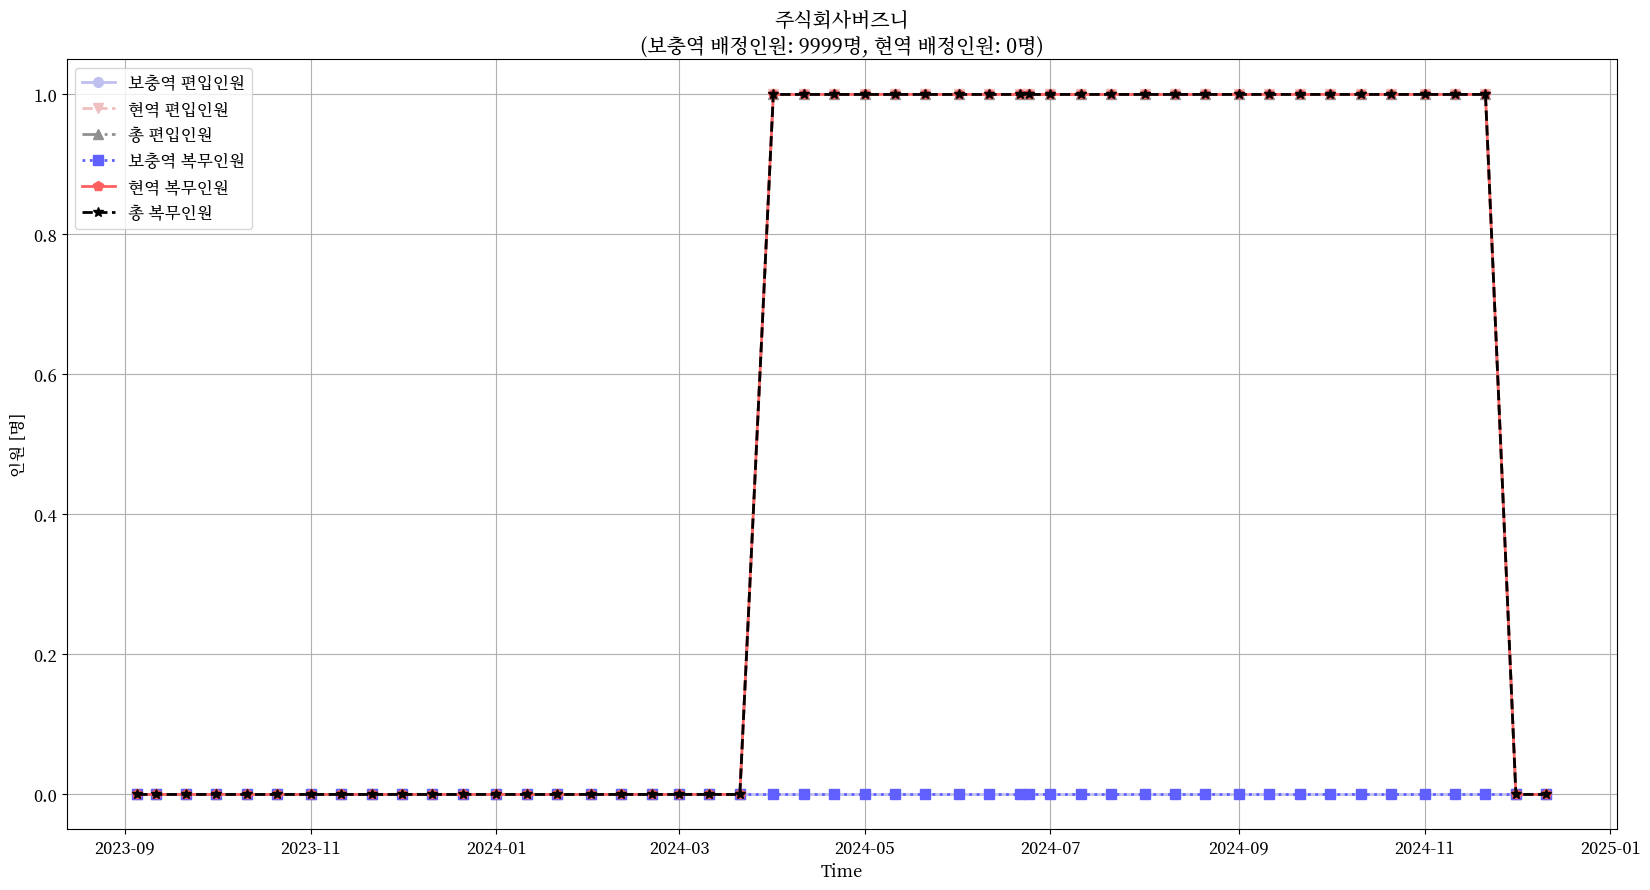 주식회사버즈니
(보충역 배정인원: 9999명, 현역 배정인원: 0명)
보충역 편입인원
현역 편입인원
총 편입인원
보충역 복무인원
현역 복무인원
총 복무인원
1.0
0.8
0.6
0.4
0.2
0.0
인원 [명]
2023-09
2023-11
2024-01
2024-03
2024-05
2024-07
2024-09
2024-11
2025-01
Time